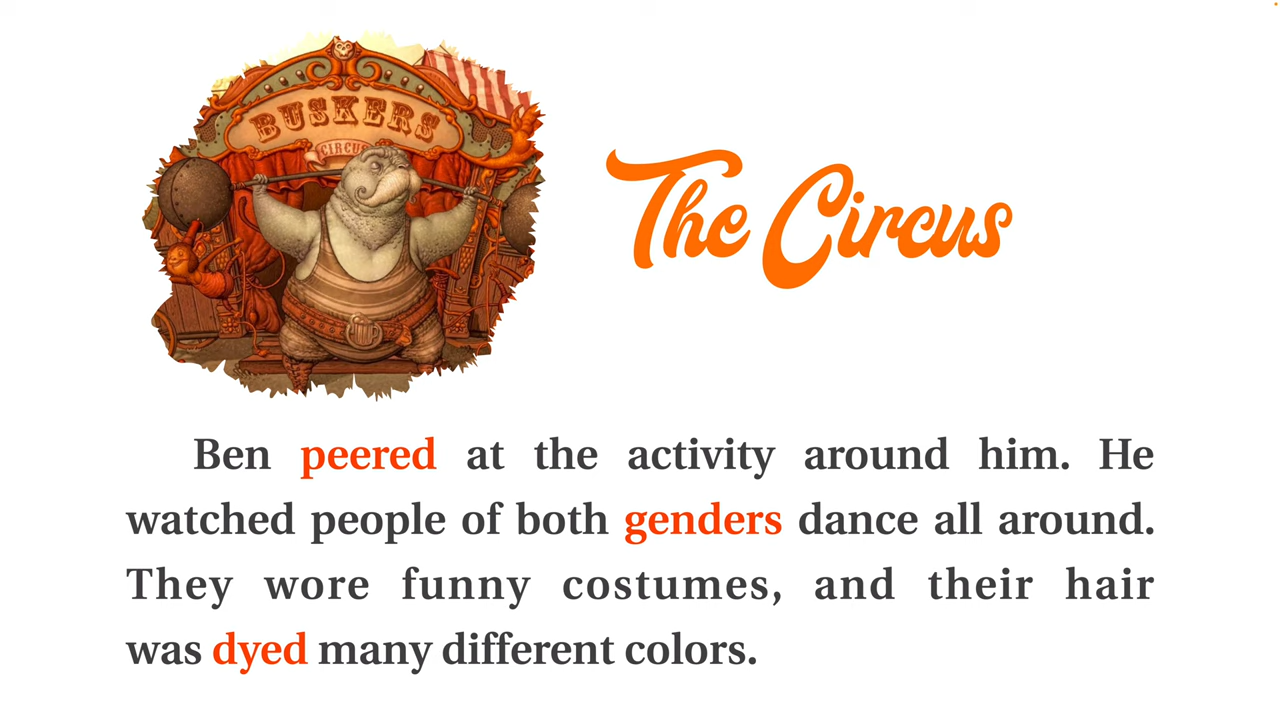 BUSKERS
CIRCUS
The Circus
Ben peered at the activity around him. He
watched people of both genders dance all around.
They wore funny costumes, and their hair
was dyed many different colors.